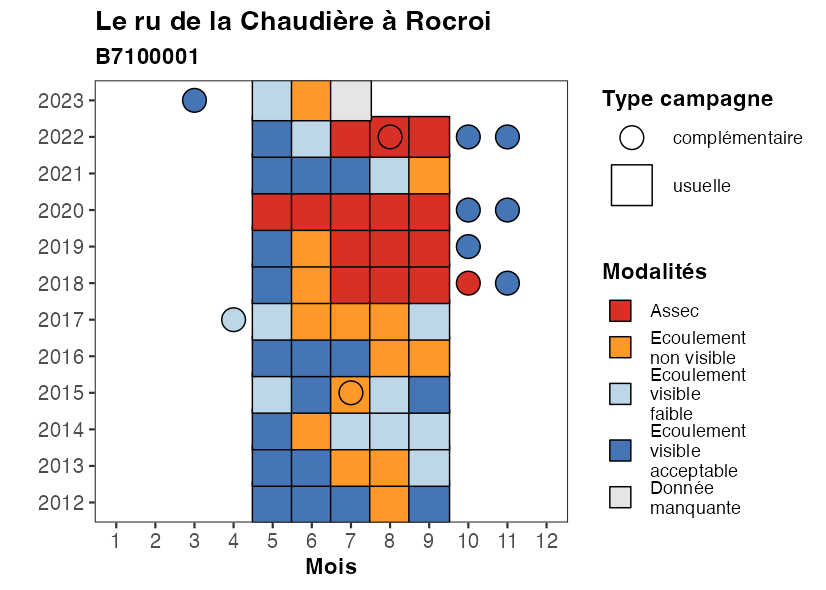 Le ru de la Chaudière à Rocroi
B7100001
2023
2022
2021
2020
2019
2018
2017
2016
2015
2014
2013
2012
1 2 3 4 5 6 7 8 9 10 11 12
Mois
Type campagne
complémentaire
usuelle
Modalités
Assec
Ecoulement
non visible
Ecoulement
visible
faible
Ecoulement
visible
acceptable
Donnée
manquante